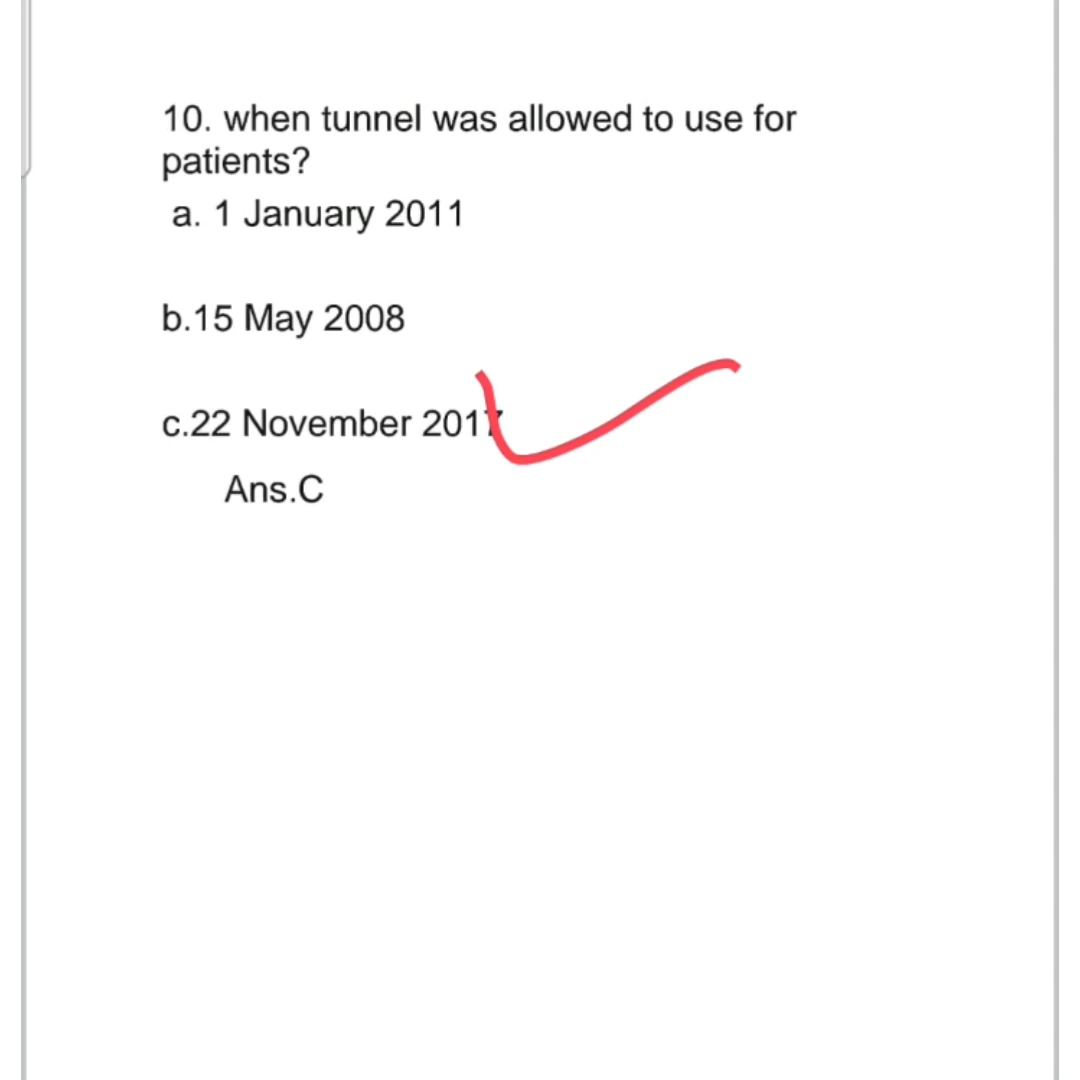 10. when tunnel was allowed to use for
patients?
a. 1 January 2011
b.15 May 2008
c.22 November 2017
Ans.C